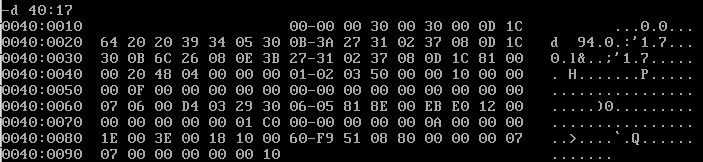 -d 40:17
0040:0010                       00-00 00 30 00 30 00 0D 1C          ...0.0...
0040:0020  64 20 20 39 34 05 30 0B-3A 27 31 02 37 08 0D 1C   d  94.0.:'1.7...
0040:0030  30 0B 6C 26 08 0E 3B 27-31 02 37 08 0D 1C 81 00   0.l&..;'1.7.....
0040:0040  00 20 48 04 00 00 00 01-02 03 50 00 00 10 00 00   . H.......P.....
0040:0050  00 0F 00 00 00 00 00 00-00 00 00 00 00 00 00 00   ................
0040:0060  07 06 00 D4 03 29 30 06-05 81 8E 00 EB E0 12 00   .....)0.........
0040:0070  00 00 00 00 00 01 C0 00-00 00 00 00 0A 00 00 00   ................
0040:0080  1E 00 3E 00 18 10 00 60-F9 51 08 80 00 00 00 07   ..>....`.Q......
0040:0090  07 00 00 00 00 00 10                              .......